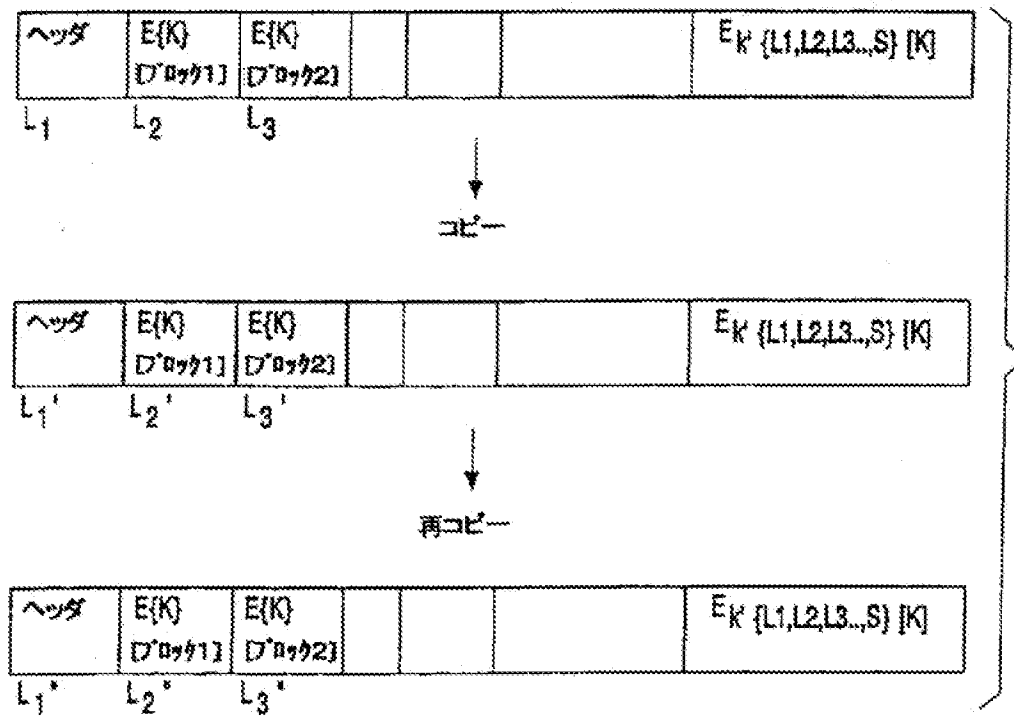 ヘッダ E{K} E{K} E k' {L1,L2,L3..,S} [K]
[ブロック1] [ブロック2]
L1 L2 L3
コピー
ヘッダ E{K} E{K} E k' {L1,L2,L3..,S} [K]
[ブロック1] [ブロック2]
L1' L2' L3'
再コピー
ヘッダ E{K} E{K} E k' {L1,L2,L3..,S} [K]
[ブロック1] [ブロック2]
L1" L2" L3"